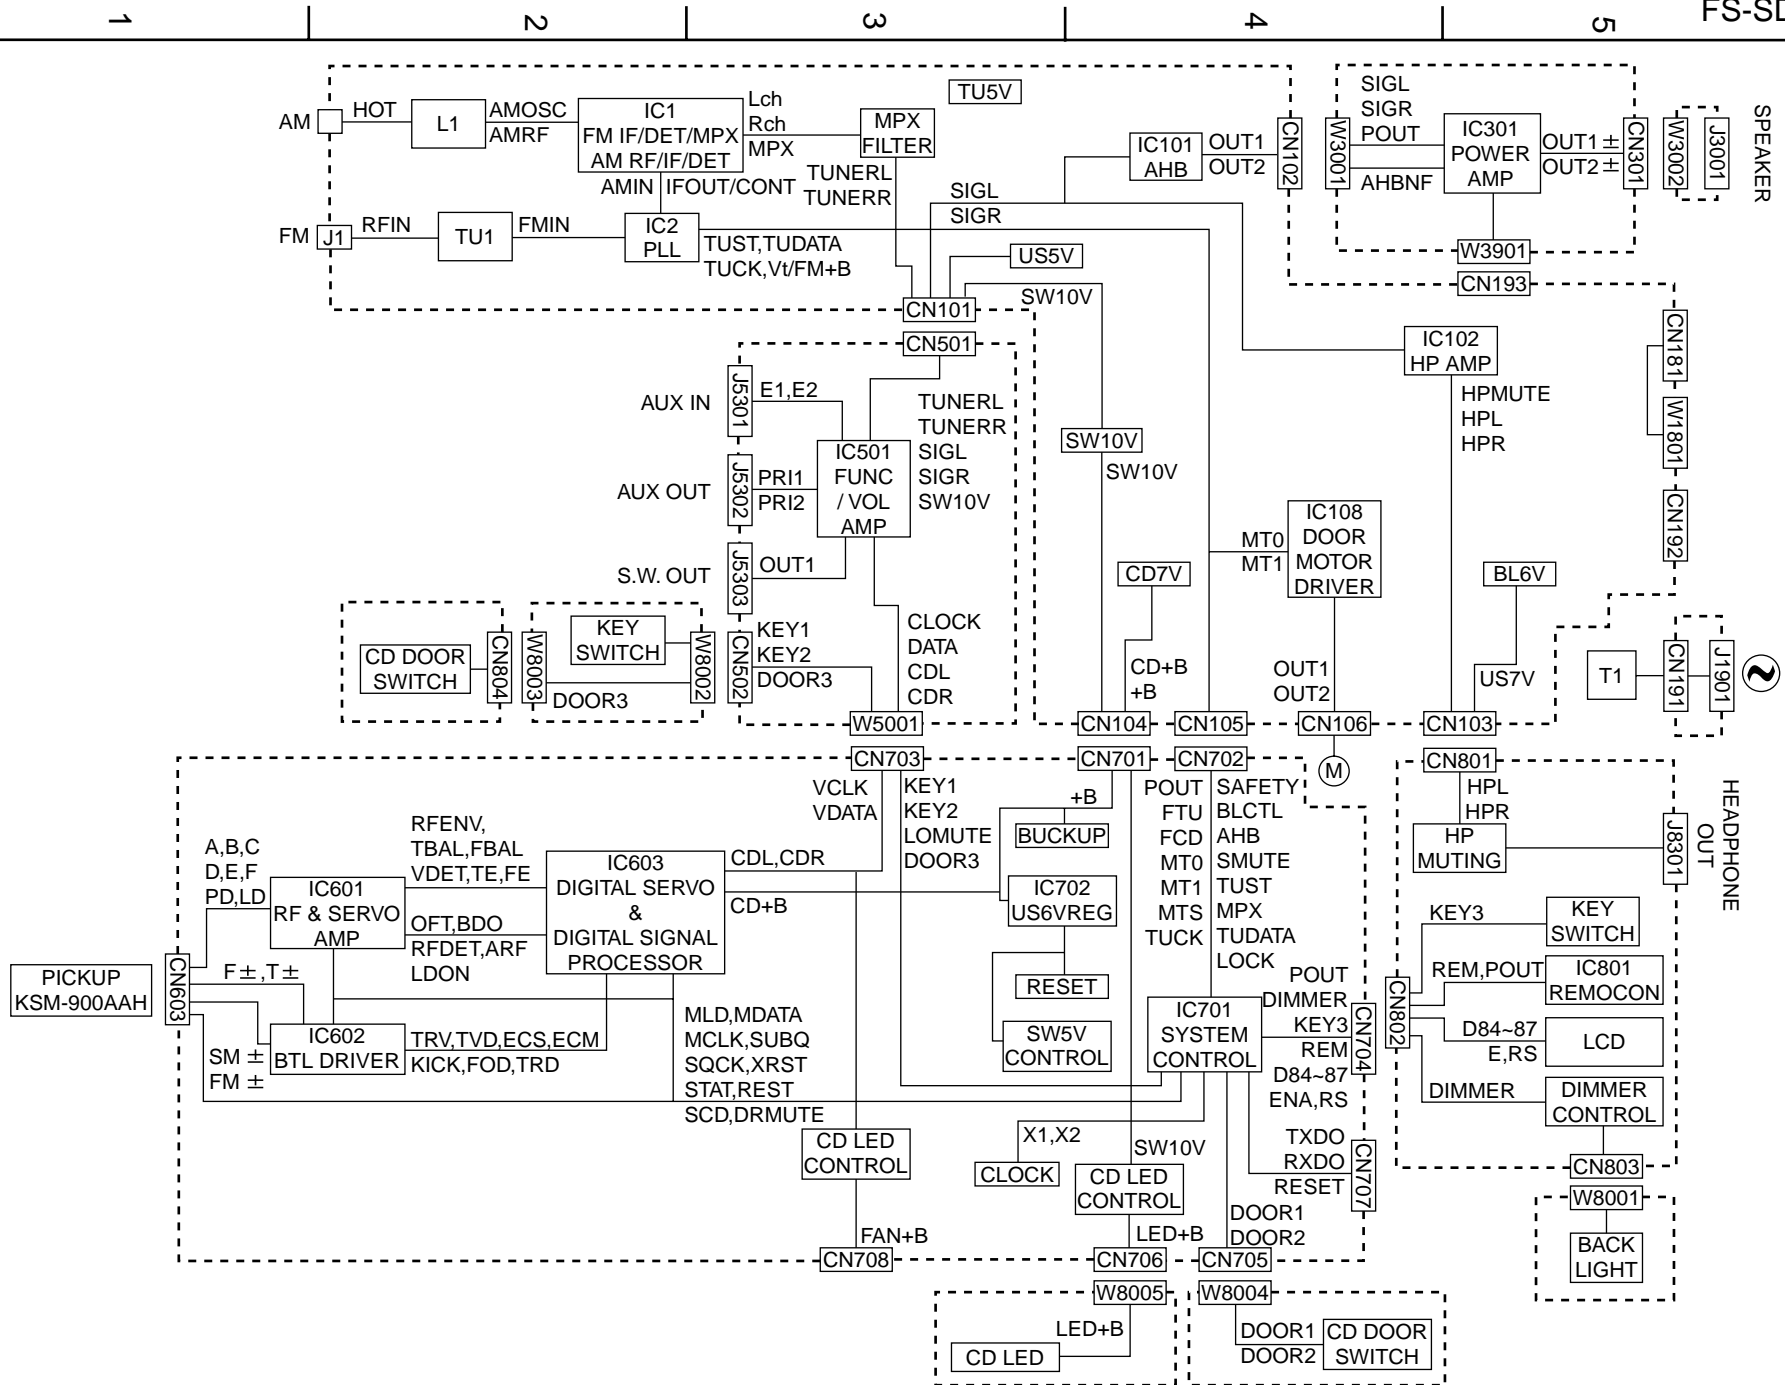 1
2
3
4
5
FS-SD
TU5V
AM
HOT
L1
AMOSC
AMRF
IC1
FM IF/DET/MPX
AM RF/IF/DET
Lch
Rch
MPX
MPX
FILTER
TUNERL
TUNERR
AMIN
IFOUT/CONT
FM
J1
RFIN
TU1
FMIN
IC2
PLL
TUST,TUDATA
TUCK,Vt/FM+B
SIGL
SIGR
US5V
IC101
AHB
OUT1
OUT2
CN102
W3001
SIGL
SIGR
POUT
AHBNF
IC301
POWER
AMP
OUT1 ±
OUT2 ±
CN301
W3002
J3001
SPEAKER
W3901
CN193
CN101
SW10V
CN501
AUX IN
J5301
E1,E2
AUX OUT
J5302
PRI1
PRI2
S.W. OUT
J5303
OUT1
IC501
FUNC
/ VOL
AMP
TUNERL
TUNERR
SIGL
SIGR
SW10V
SW10V
SW10V
IC102
HP AMP
HPMUTE
HPL
HPR
CN181
W1801
CN192
MT0
MT1
IC108
DOOR
MOTOR
DRIVER
CD7V
BL6V
CD DOOR
SWITCH
CN804
W8003
KEY
SWITCH
DOOR3
W8002
CN502
KEY1
KEY2
DOOR3
CLOCK
DATA
CDL
CDR
CD+B
+B
OUT1
OUT2
US7V
T1
CN191
J1901
W5001
CN104
CN105
CN106
CN103
CN703
CN701
CN702
M
CN801
VCLK
VDATA
KEY1
KEY2
LOMUTE
DOOR3
+B
BUCKUP
POUT
FTU
FCD
MT0
MT1
MTS
TUCK
SAFETY
BLCTL
AHB
SMUTE
TUST
MPX
TUDATA
LOCK
HPL
HPR
HP
MUTING
J8301
HEADPHONE
OUT
A,B,C
D,E,F
PD,LD
RFENV,
TBAL,FBAL
VDET,TE,FE
IC601
RF & SERVO
AMP
OFT,BDO
RFDET,ARF
LDON
IC603
DIGITAL SERVO
&
DIGITAL SIGNAL
PROCESSOR
CDL,CDR
CD+B
IC702
US6VREG
RESET
SW5V
CONTROL
PICKUP
KSM-900AAH
CN603
F ± ,T ±
SM ±
FM ±
IC602
BTL DRIVER
TRV,TVD,ECS,ECM
KICK,FOD,TRD
MLD,MDATA
MCLK,SUBQ
SQCK,XRST
STAT,REST
SCD,DRMUTE
IC701
SYSTEM
CONTROL
POUT
DIMMER
KEY3
REM
D84~87
ENA,RS
CN704
CN802
KEY3
KEY
SWITCH
REM,POUT
IC801
REMOCON
D84~87
E,RS
LCD
DIMMER
DIMMER
CONTROL
CD LED
CONTROL
X1,X2
CLOCK
SW10V
CD LED
CONTROL
TXDO
RXDO
RESET
CN707
CN803
W8001
BACK
LIGHT
FAN+B
LED+B
DOOR1
DOOR2
CN708
CN706
CN705
W8005
W8004
LED+B
CD LED
DOOR1
DOOR2
CD DOOR
SWITCH